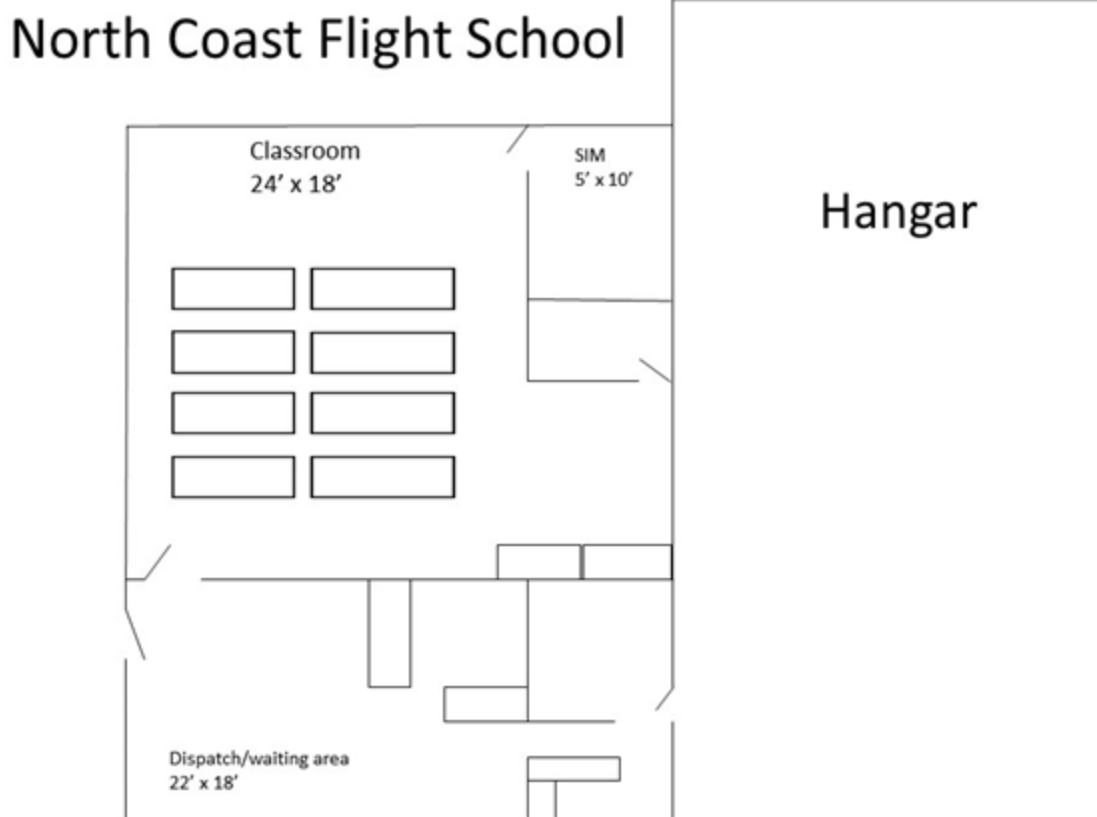 North Coast Flight School
Classroom
24’ x 18’
SIM
5’ x 10’
Hangar
Dispatch/waiting area
22’ x 18’